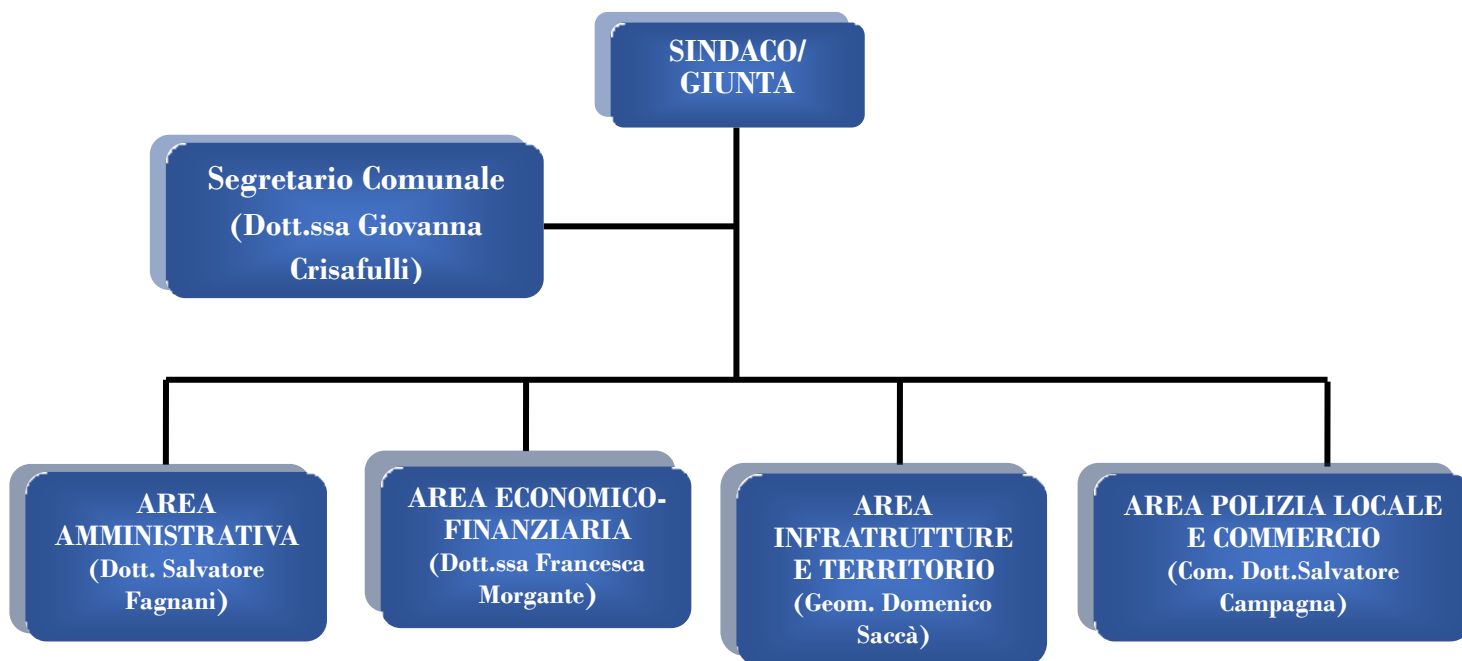 SINDACO/
GIUNTA
Segretario Comunale
(Dott.ssa Giovanna
Crisafulli)
AREA
AMMINISTRATIVA
(Dott. Salvatore
Fagnani)
AREA ECONOMICO-
FINANZIARIA
(Dott.ssa Francesca
Morgante)
AREA
INFRATRUTTURE
E TERRITORIO
(Geom. Domenico
Saccà)
AREA POLIZIA LOCALE
E COMMERCIO
(Com. Dott.Salvatore
Campagna)